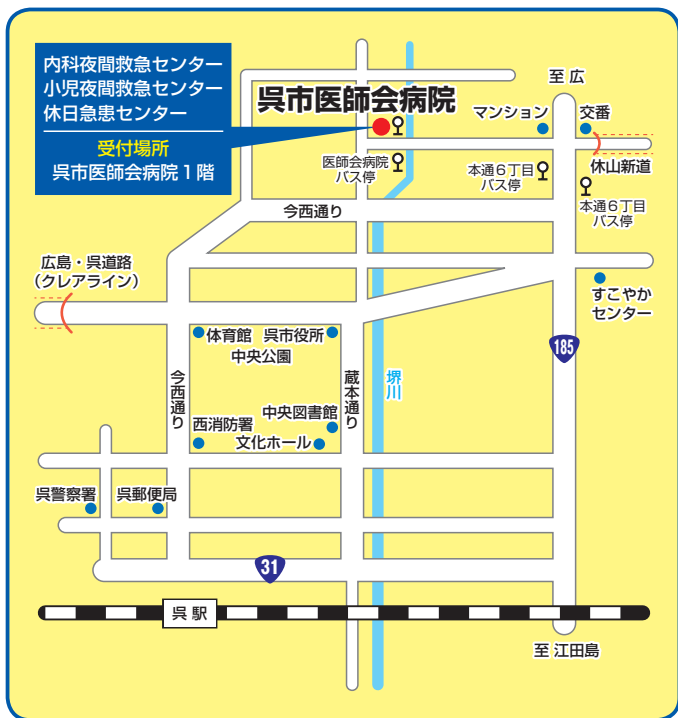 内科夜間救急センター
小児夜間救急センター
休日急患センター
受付場所
呉市医師会病院1階
呉市医師会病院
至 広
マンション
交番
医師会病院
バス停
本通6丁目
バス停
休山新道
本通6丁目
バス停
今西通り
広島・呉道路
(クレアライン)
すこやか
センター
体育館
呉市役所
中央公園
185
今西通り
蔵本通り
堺川
中央図書館
西消防署
文化ホール
呉警察署
呉郵便局
31
呉駅
至 江田島